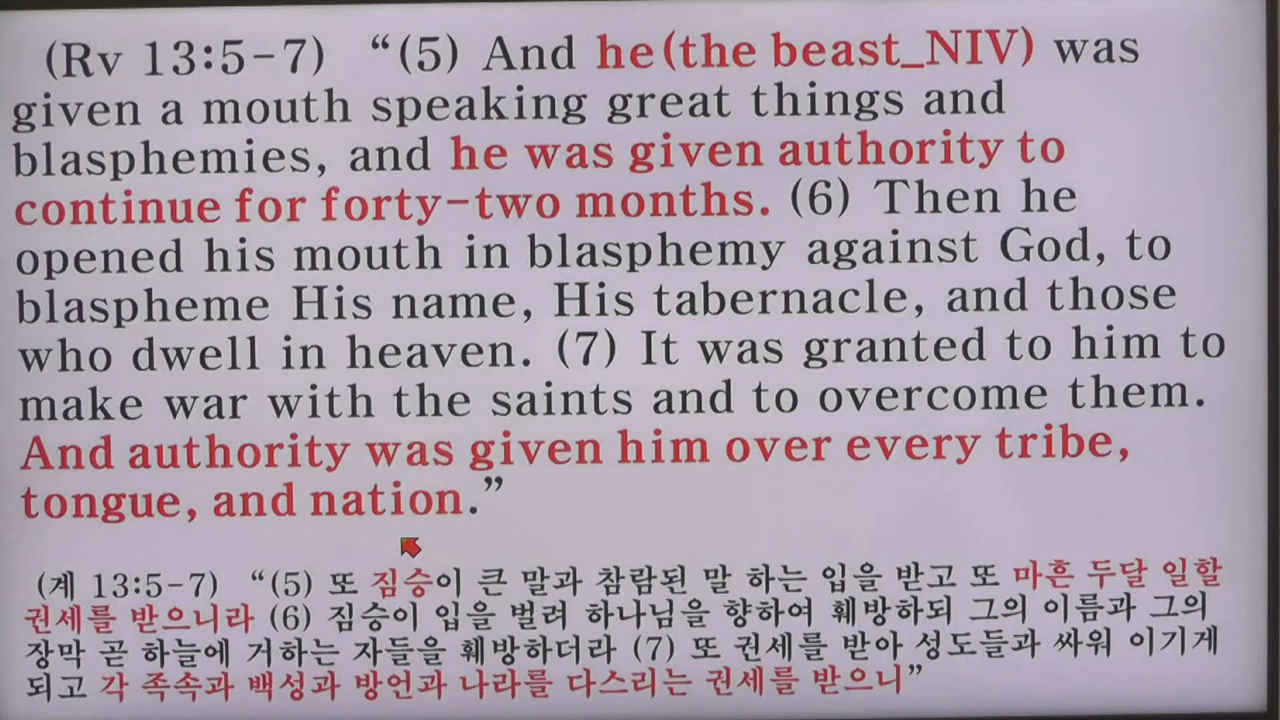 (Rv 13:5-7) “(5) And he(the beast_NIV) was
given a mouth speaking great things and
blasphemies, and he was given authority to
continue for forty-two months. (6) Then he
opened his mouth in blasphemy against God, to
blaspheme His name, His tabernacle, and those
who dwell in heaven. (7) It was granted to him to
make war with the saints and to overcome them.
And authority was given him over every tribe,
tongue, and nation.”
(계 13:5-7) “(5) 또 짐승이 큰 말과 참람된 말 하는 입을 받고 또 마흔 두달 일할
권세를 받으니라 (6) 짐승이 입을 벌려 하나님을 향하여 훼방하되 그의 이름과 그의
장막 곧 하늘에 거하는 자들을 훼방하더라 (7) 또 권세를 받아 성도들과 싸워 이기게
되고 각 족속과 백성과 방언과 나라를 다스리는 권세를 받으니”